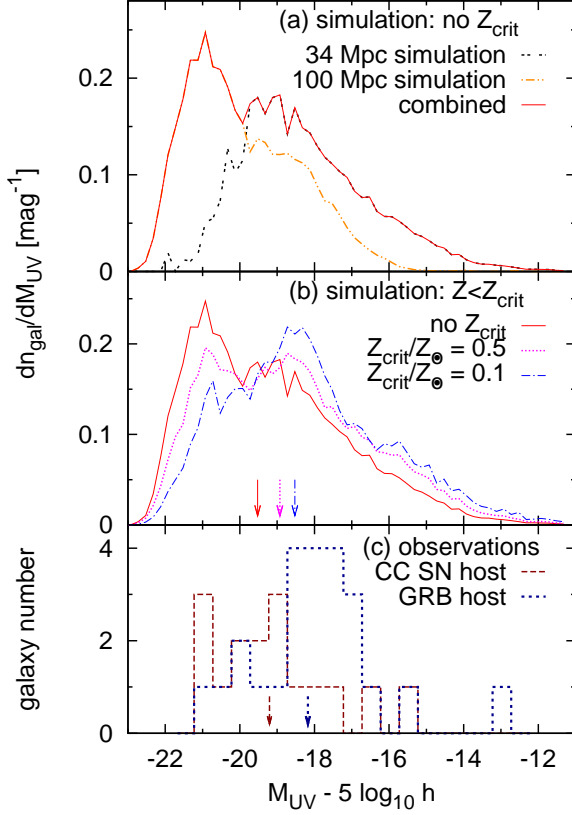 (a) simulation: no Z_crit
34 Mpc simulation
100 Mpc simulation
combined
0.2
0.1
0
dn_gal/dM_UV [mag^-1]
(b) simulation: Z<Z_crit
no Z_crit
Z_crit/Z_☉ = 0.5
Z_crit/Z_☉ = 0.1
0.2
0.1
0
(c) observations
CC SN host
GRB host
4
2
0
galaxy number
-22 -20 -18 -16 -14 -12
M_UV - 5 log_10 h